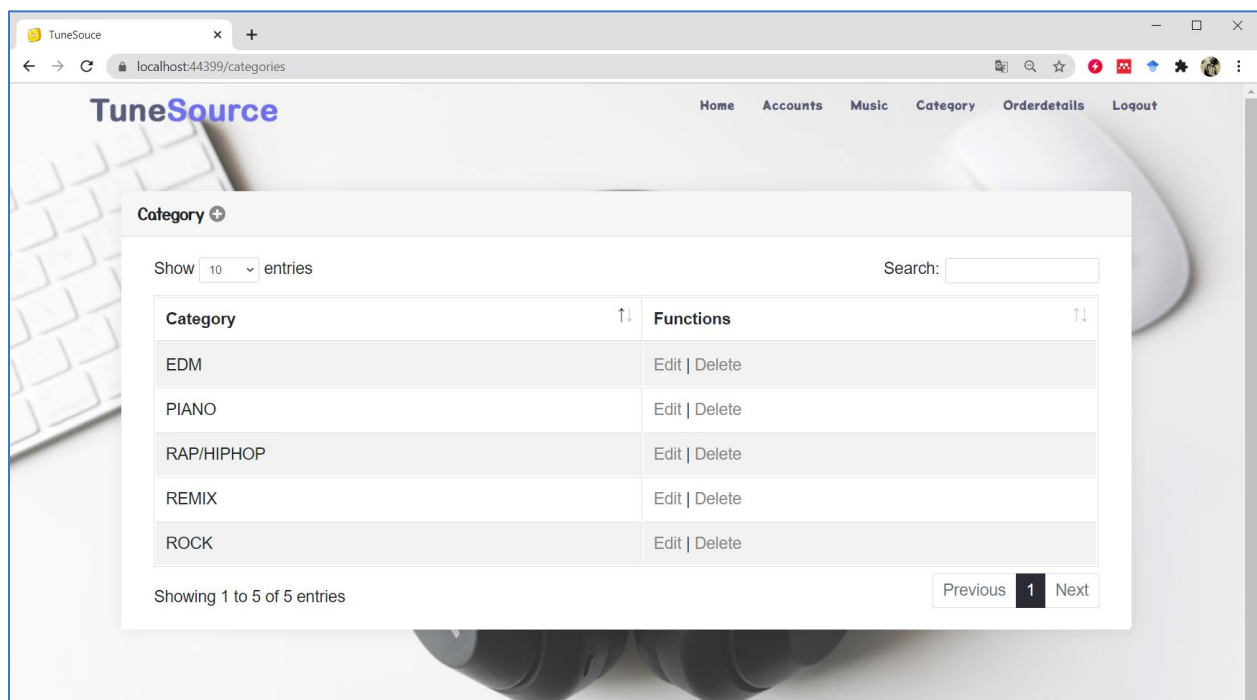 TuneSouce
localhost:44399/categories
TuneSource Home Accounts Music Category Orderdetails Logout
Category
Show 10 entries Search:
Category Functions
EDM Edit | Delete
PIANO Edit | Delete
RAP/HIPHOP Edit | Delete
REMIX Edit | Delete
ROCK Edit | Delete
Showing 1 to 5 of 5 entries Previous 1 Next